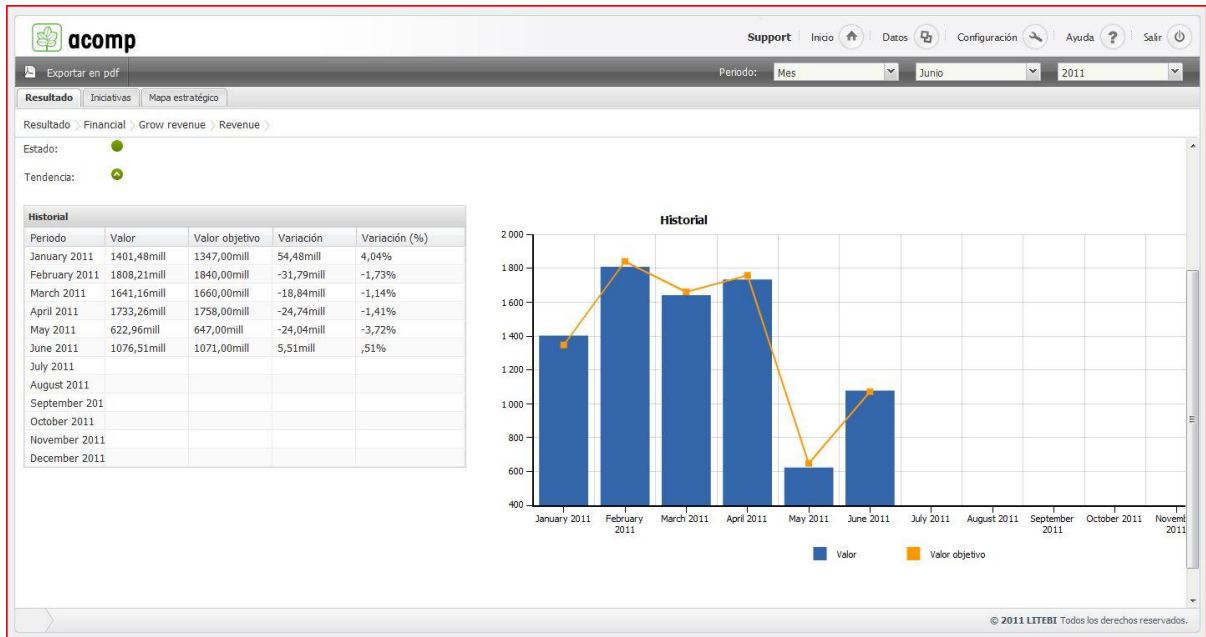 acomp
Support Inicio Datos Configuración Ayuda ? Salir
Exportar en pdf Periodo: Mes Junio 2011
Resultado Iniciativas Mapa estratégico
Resultado Financial Grow revenue Revenue
Estado:
Tendencia:
Historial
Periodo Valor Valor objetivo Variación Variación (%)
January 2011 1401,48mill 1347,00mill 54,48mill 4,04%
February 2011 1808,21mill 1840,00mill -31,79mill -1,73%
March 2011 1641,16mill 1660,00mill -18,84mill -1,14%
April 2011 1733,26mill 1758,00mill -24,74mill -1,41%
May 2011 622,96mill 647,00mill -24,04mill -3,72%
June 2011 1076,51mill 1071,00mill 5,51mill ,51%
July 2011
August 2011
September 201
October 2011
November 2011
December 2011
Historial
2 000
1 800
1 600
1 400
1 200
1 000
800
600
400
January 2011 February 2011 March 2011 April 2011 May 2011 June 2011 July 2011 August 2011 September 2011 October 2011 Novemb 2011
Valor Valor objetivo
© 2011 LITEBI Todos los derechos reservados.